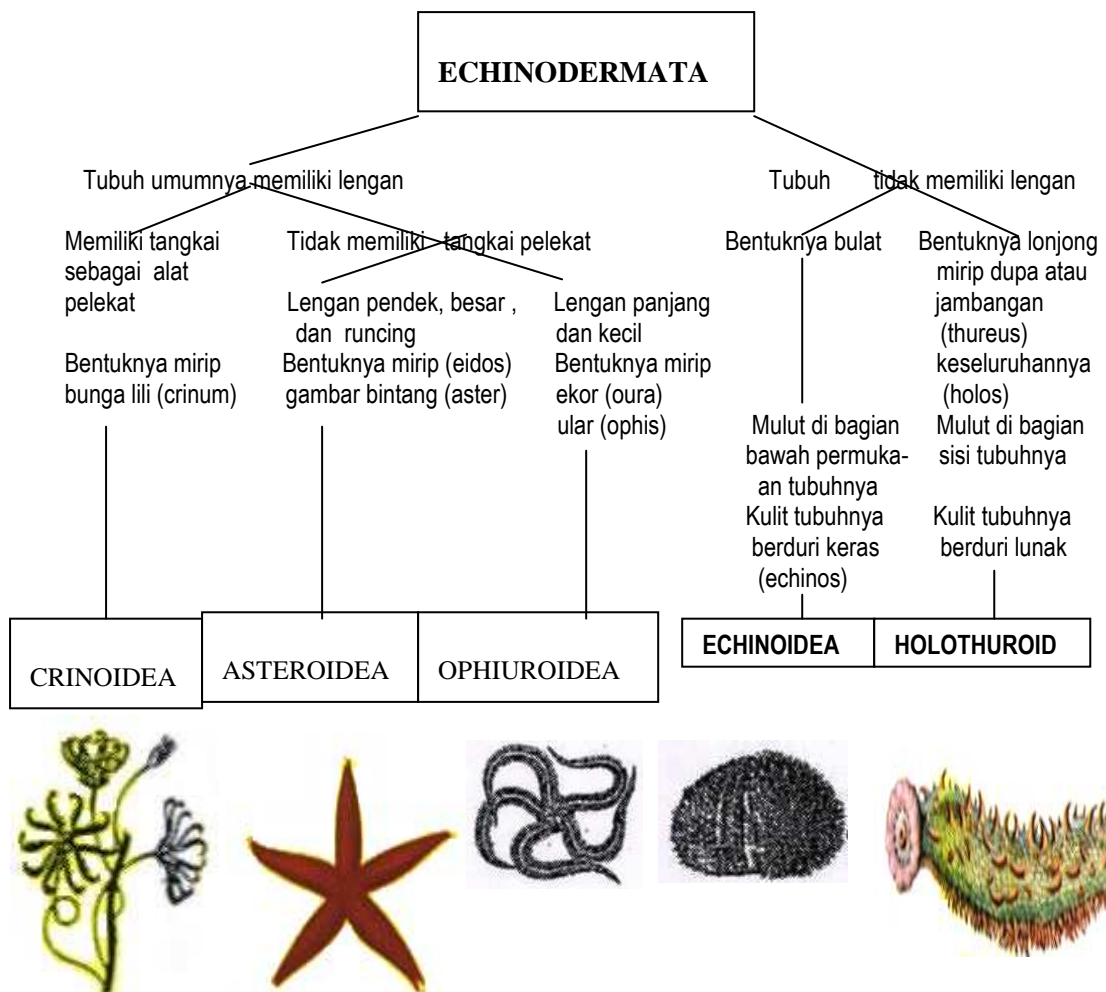 ECHINODERMATA
Tubuh umumnya memiliki lengan
Tubuh tidak memiliki lengan
Memiliki tangkai
sebagai alat
pelekat
Bentuknya mirip
bunga lili (crinum)
Tidak memiliki tangkai pelekat
Lengan pendek, besar ,
dan runcing
Bentuknya mirip (eidos)
gambar bintang (aster)
Lengan panjang
dan kecil
Bentuknya mirip
ekor (oura)
ular (ophis)
Bentuknya bulat
Mulut di bagian
bawah permuka-
an tubuhnya
Kulit tubuhnya
berduri keras
(echinos)
Bentuknya lonjong
mirip dupa atau
jambangan
(thureus)
keseluruhannya
(holos)
Mulut di bagian
sisi tubuhnya
Kulit tubuhnya
berduri lunak
CRINOIDEA
ASTEROIDEA
OPHIUROIDEA
ECHINOIDEA
HOLOTHUROID